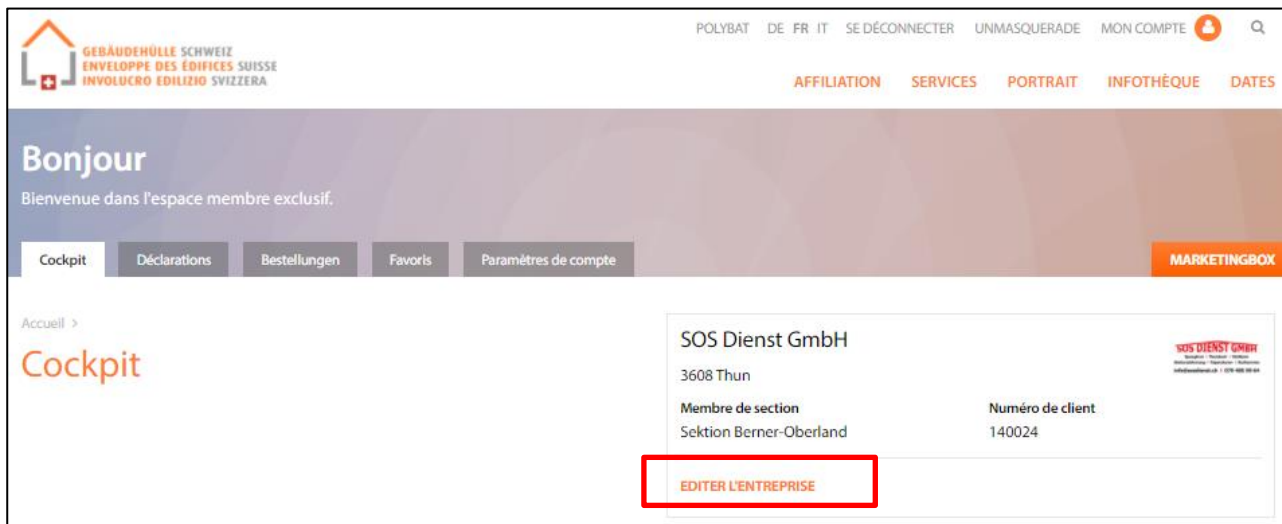 POLYBAT DE FR IT SE DÉCONNECTER UNMASQUERADE MON COMPTE
GEBÄUDEHÜLLE SCHWEIZ
ENVELOPPE DES ÉDIFICES SUISSE
INVOLUCRO EDILIZIO SVIZZERA
AFFILIATION SERVICES PORTRAIT INFOTHÈQUE DATES
Bonjour
Bienvenue dans l'espace membre exclusif.
Cockpit Déclarations Bestellungen Favoris Paramètres de compte MARKETINGBOX
Accueil >
Cockpit
SOS Dienst GmbH
SOS DIENST GMBH
3608 Thun
Membre de section Numéro de client
Sektion Berner-Oberland 140024
EDITER L'ENTREPRISE